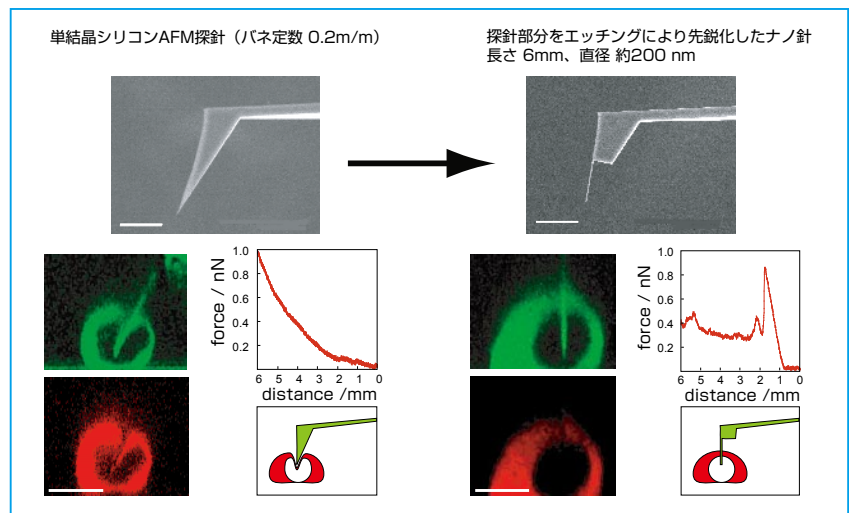 単結晶シリコンAFM探針（バネ定数 0.2m/m）
探針部分をエッチングにより先鋭化したナノ針
長さ 6mm、直径 約200 nm
force / nN
1.0
0.8
0.6
0.4
0.2
6 5 4 3 2 1 0
distance /mm
force / nN
1.0
0.8
0.6
0.4
0.2
6 5 4 3 2 1 0
distance /mm